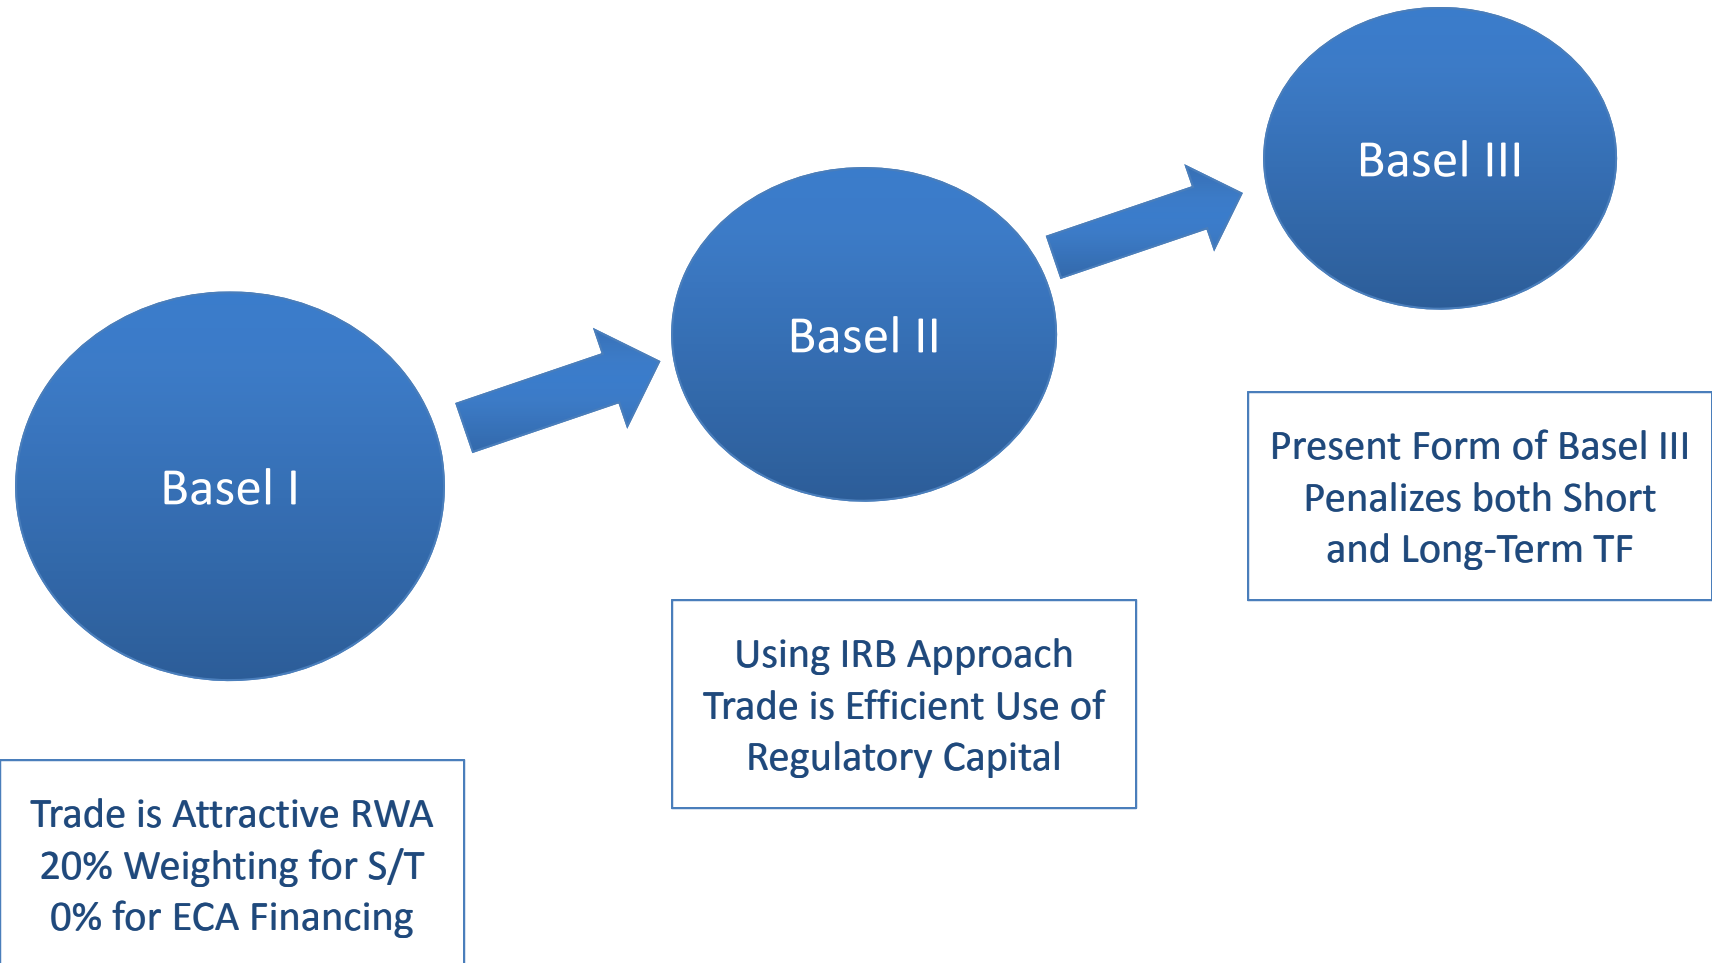 Basel I
Trade is Attractive RWA
20% Weighting for S/T
0% for ECA Financing
Basel II
Using IRB Approach
Trade is Efficient Use of
Regulatory Capital
Basel III
Present Form of Basel III
Penalizes both Short
and Long-Term TF